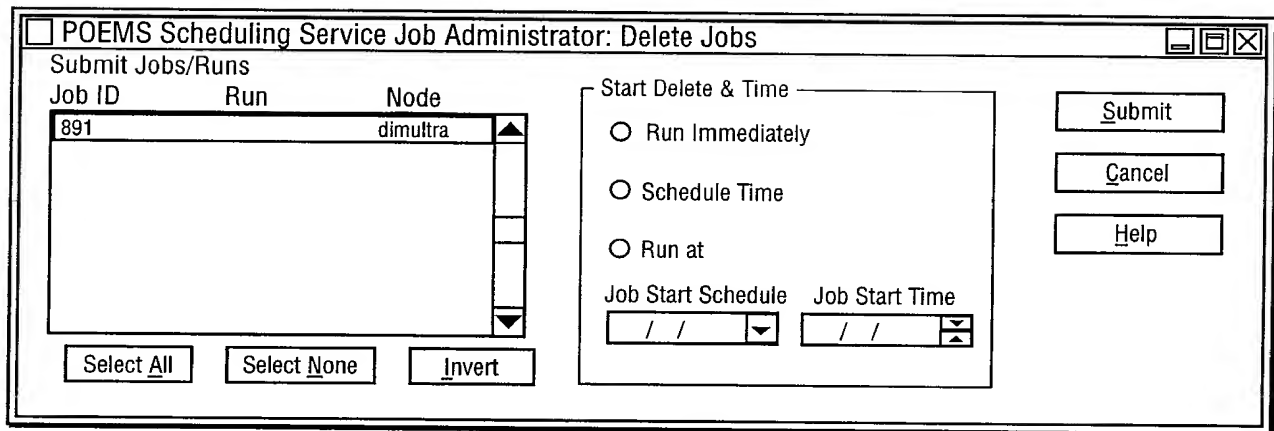 POEMS Scheduling Service Job Administrator: Delete Jobs
Submit Jobs/Runs
Job ID Run Node
891 dimultra
Select All Select None Invert
Start Delete & Time
Run Immediately
Schedule Time
Run at
Job Start Schedule Job Start Time
/ / / /
Submit
Cancel
Help